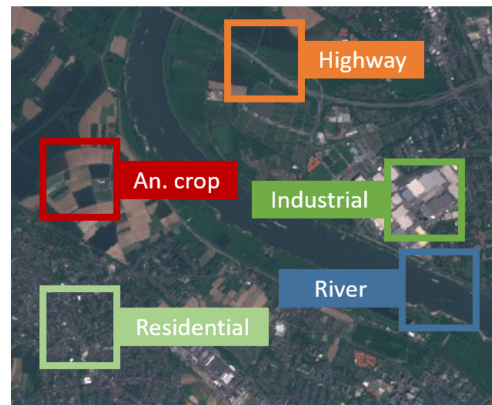 Highway
An. crop
Industrial
River
Residential